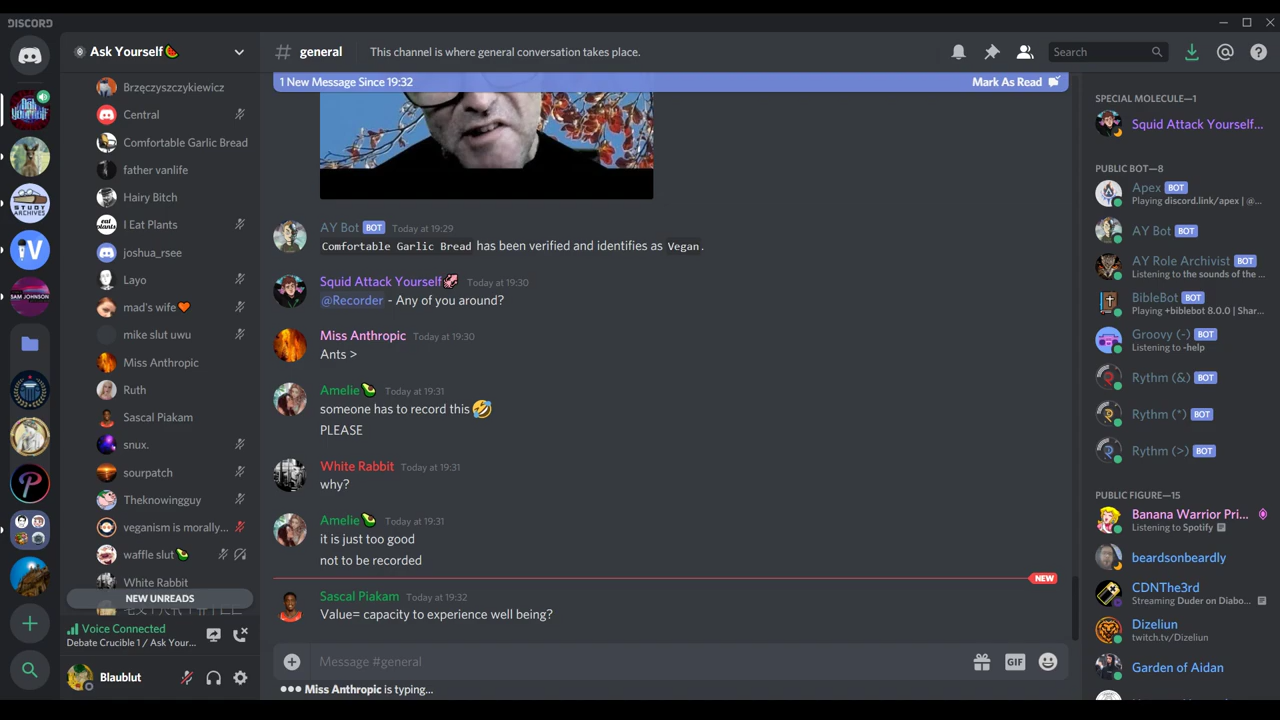 DISCORD
Ask Yourself🍉
Brzęczyszczykiewicz
Central
Comfortable Garlic Bread
father vanlife
Hairy Bitch
I Eat Plants
joshua_rsee
Layo
mad's wife🧡
mike slut uwu
Miss Anthropic
Ruth
Sascal Piakam
snux.
sourpatch
Theknowingguy
veganism is morally...
waffle slut🥑
White Rabbit
NEW UNREADS
Voice Connected
Debate Crucible 1 / Ask Your...
Blaublut
SAM JOHNSON
STUDY
ARCHIVES
# general
This channel is where general conversation takes place.
Search
1 New Message Since 19:32
Mark As Read
AY Bot BOT Today at 19:29
Comfortable Garlic Bread has been verified and identifies as Vegan.
Squid Attack Yourself🦑 Today at 19:30
@Recorder - Any of you around?
Miss Anthropic Today at 19:30
Ants >
Amelie🥑 Today at 19:31
someone has to record this 🤣
PLEASE
White Rabbit Today at 19:31
why?
Amelie🥑 Today at 19:31
it is just too good
not to be recorded
NEW
Sascal Piakam Today at 19:32
Value= capacity to experience well being?
Message #general
GIF
Miss Anthropic is typing...
SPECIAL MOLECULE—1
Squid Attack Yourself...
PUBLIC BOT—8
Apex BOT
Playing discord.link/apex | @...
AY Bot BOT
AY Role Archivist BOT
Listening to the sounds of the ...
BibleBot BOT
Playing +biblebot 8.0.0 | Shar...
Groovy (-) BOT
Listening to -help
Rythm (&) BOT
Rythm (*) BOT
Rythm (>) BOT
PUBLIC FIGURE—15
Banana Warrior Pri...
Listening to Spotify
beardsonbeardly
CDNThe3rd
Streaming Duder on Diabo...
Dizeliun
twitch.tv/Dizeliun
Garden of Aidan